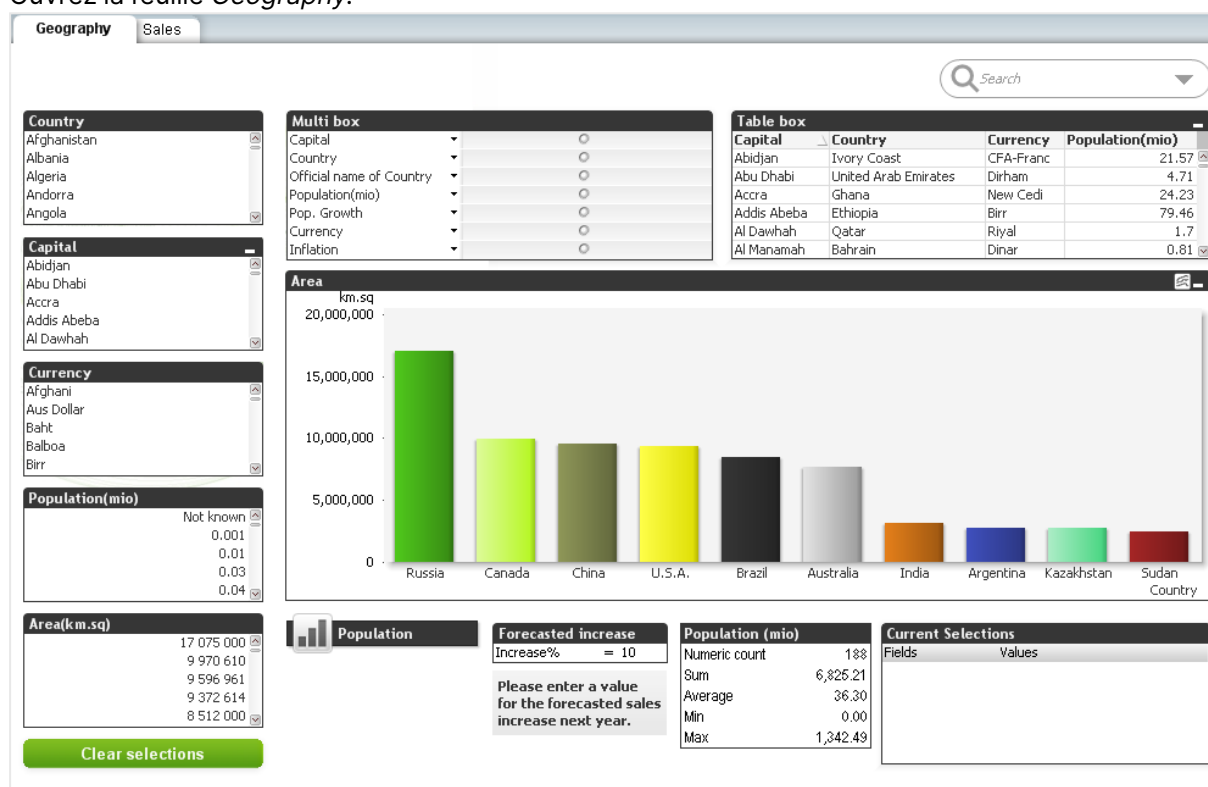 Ouvrez la feuille Geography.
Geography Sales
Search
Country
Afghanistan
Albania
Algeria
Andorra
Angola
Capital
Abidjan
Abu Dhabi
Accra
Addis Abeba
Al Dawhah
Currency
Afghani
Aus Dollar
Baht
Balboa
Birr
Population(mio)
Not known
0.001
0.01
0.03
0.04
Area(km.sq)
17 075 000
9 970 610
9 596 961
9 372 614
8 512 000
Clear selections
Multi box
Capital
Country
Official name of Country
Population(mio)
Pop. Growth
Currency
Inflation
Table box
Capital Country Currency Population(mio)
Abidjan Ivory Coast CFA-Franc 21.57
Abu Dhabi United Arab Emirates Dirham 4.71
Accra Ghana New Cedi 24.23
Addis Abeba Ethiopia Birr 79.46
Al Dawhah Qatar Riyal 1.7
Al Manamah Bahrain Dinar 0.81
Area
km.sq
20,000,000
15,000,000
10,000,000
5,000,000
0
Russia Canada China U.S.A. Brazil Australia India Argentina Kazakhstan Sudan
Country
Population
Forecasted increase
Increase% = 10
Please enter a value
for the forecasted sales
increase next year.
Population (mio)
Numeric count 188
Sum 6,825.21
Average 36.30
Min 0.00
Max 1,342.49
Current Selections
Fields Values